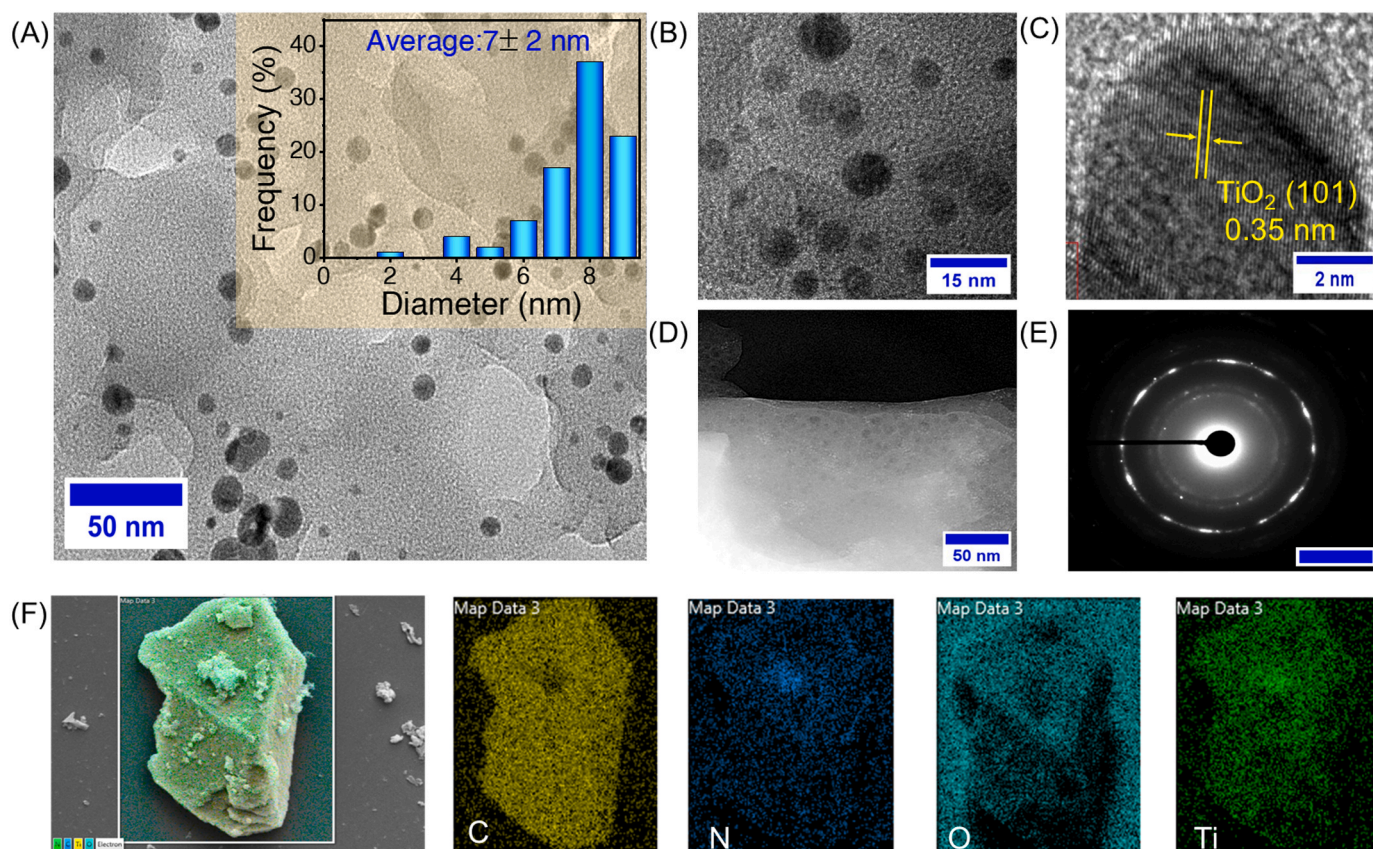 (A)
Average:7± 2 nm
Frequency (%)
40
30
20
10
0
0 2 4 6 8
Diameter (nm)
50 nm
(B)
15 nm
(C)
TiO₂ (101)
0.35 nm
2 nm
(D)
50 nm
(E)
(F)
Map Data 3
Ti
Electron
Map Data 3
C
Map Data 3
N
Map Data 3
O
Map Data 3
Ti